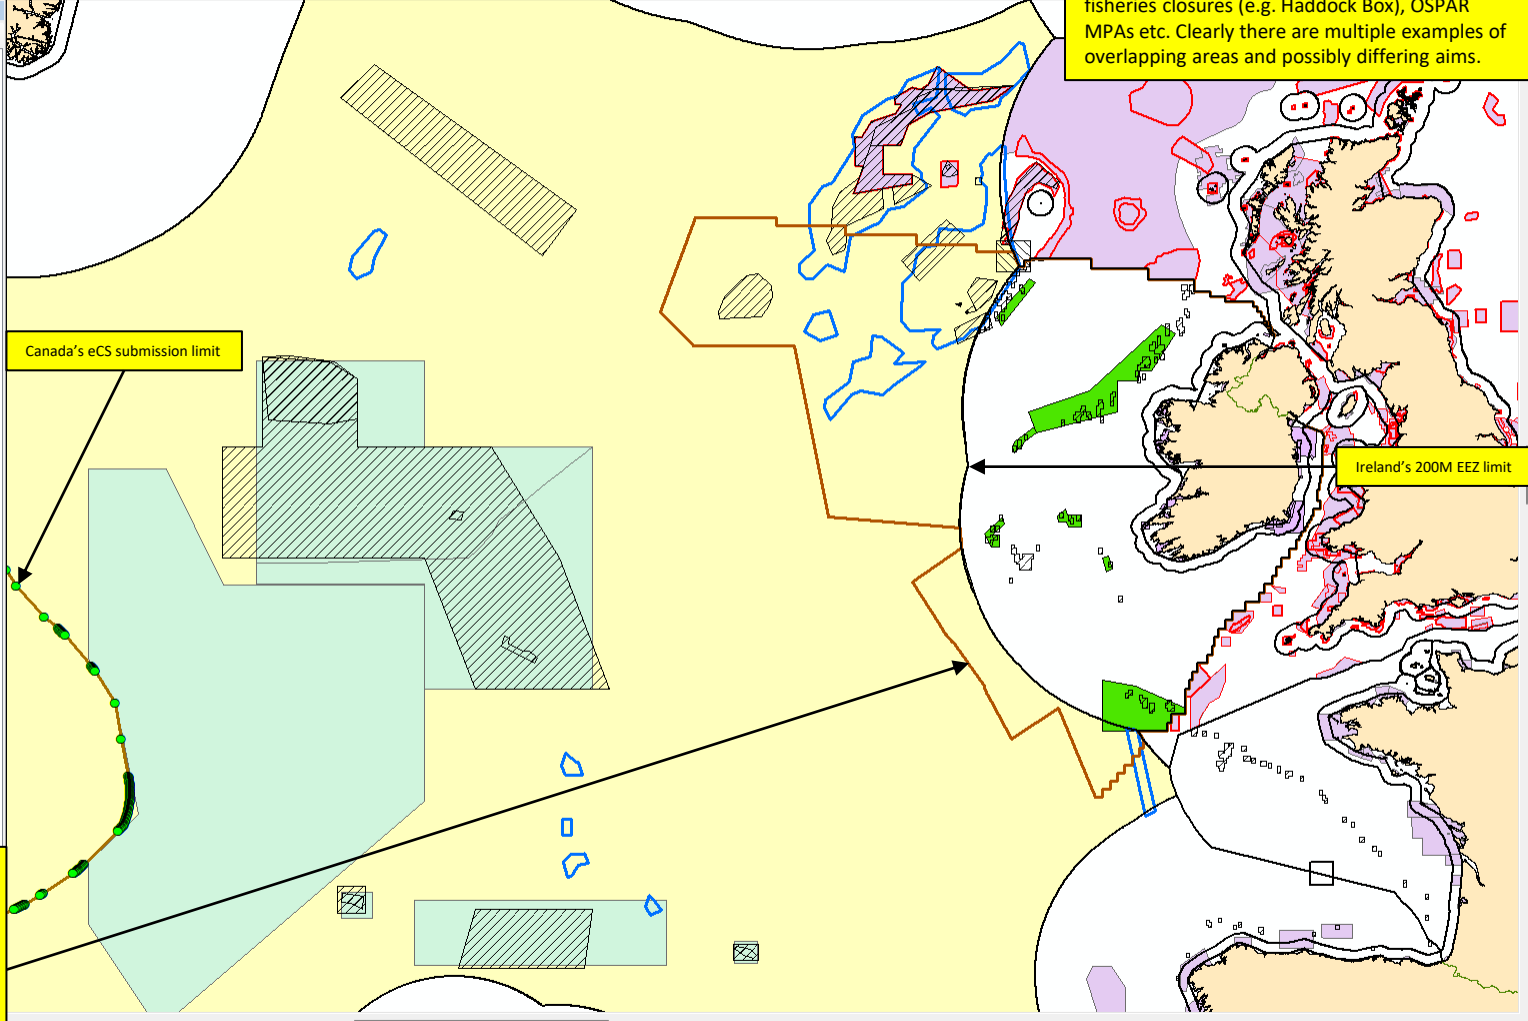 fisheries closures (e.g. Haddock Box), OSPAR
MPAs etc. Clearly there are multiple examples of
overlapping areas and possibly differing aims.
Canada’s eCS submission limit
Ireland’s 200M EEZ limit